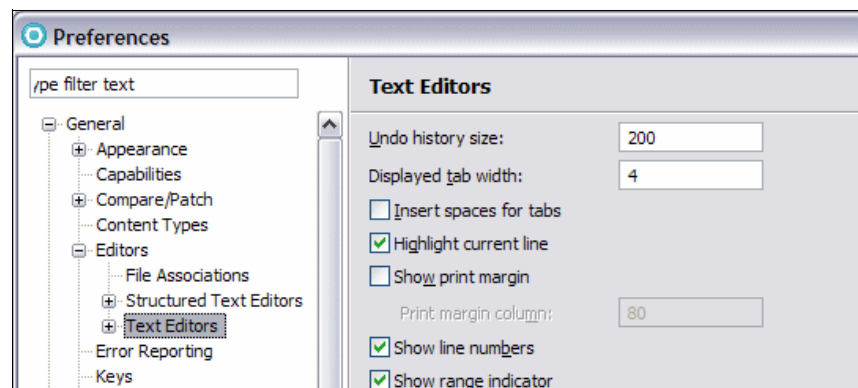 Preferences
ype filter text
General
Appearance
Capabilities
Compare/Patch
Content Types
Editors
File Associations
Structured Text Editors
Text Editors
Error Reporting
Keys
Text Editors
Undo history size: 200
Displayed tab width: 4
Insert spaces for tabs
Highlight current line
Show print margin
Print margin column: 80
Show line numbers
Show range indicator